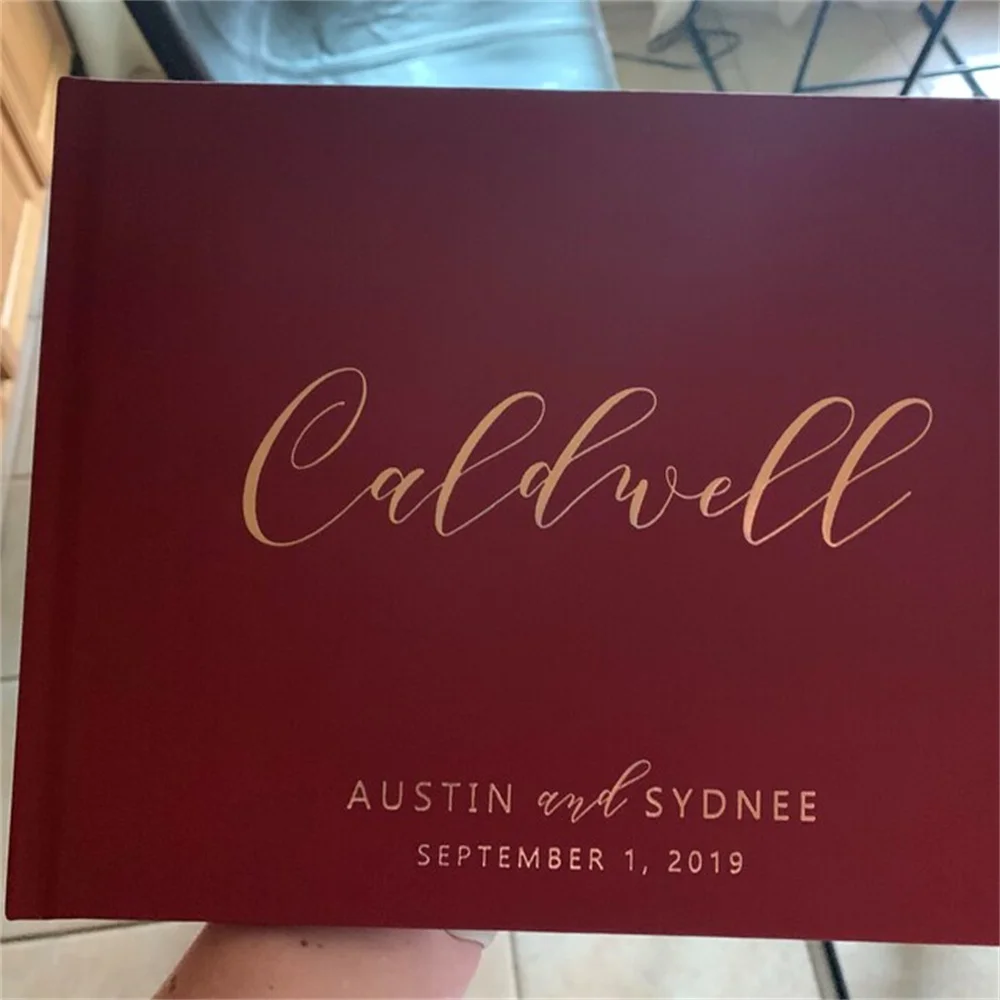 Caldwell
AUSTIN and SYDNEE
SEPTEMBER 1, 2019